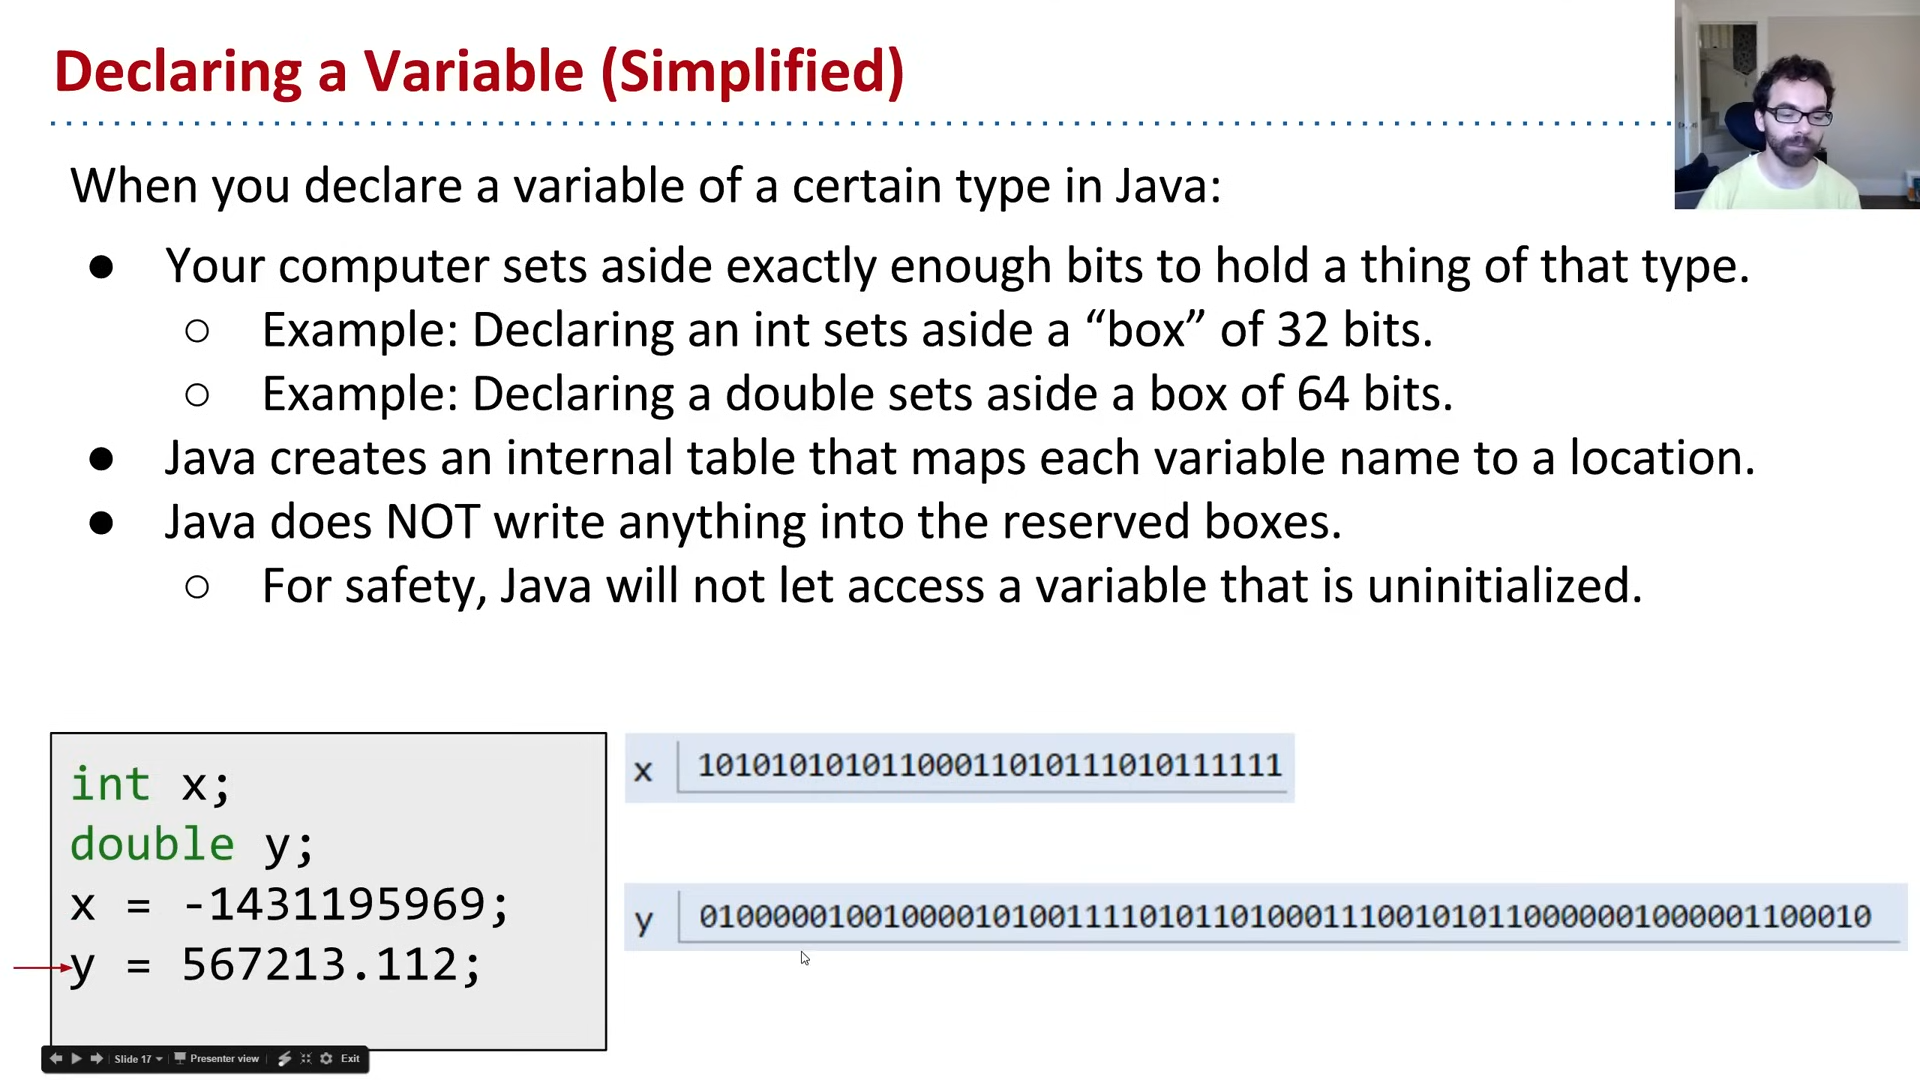 Declaring a Variable (Simplified)
When you declare a variable of a certain type in Java:
● Your computer sets aside exactly enough bits to hold a thing of that type.
○ Example: Declaring an int sets aside a “box” of 32 bits.
○ Example: Declaring a double sets aside a box of 64 bits.
● Java creates an internal table that maps each variable name to a location.
● Java does NOT write anything into the reserved boxes.
○ For safety, Java will not let access a variable that is uninitialized.
int x;
double y;
x = -1431195969;
y = 567213.112;
x 10101010101100011010111010111111
y 0100000100100001010011110101101000111001010110000001000001100010
Slide 17 Presenter view Exit